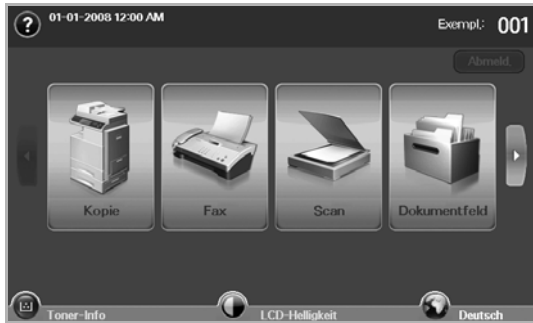 ?
01-01-2008 12:00 AM
Exempl.: 001
Abmeld.
Kopie
Fax
Scan
Dokumentfeld
Toner-Info
LCD-Helligkeit
Deutsch